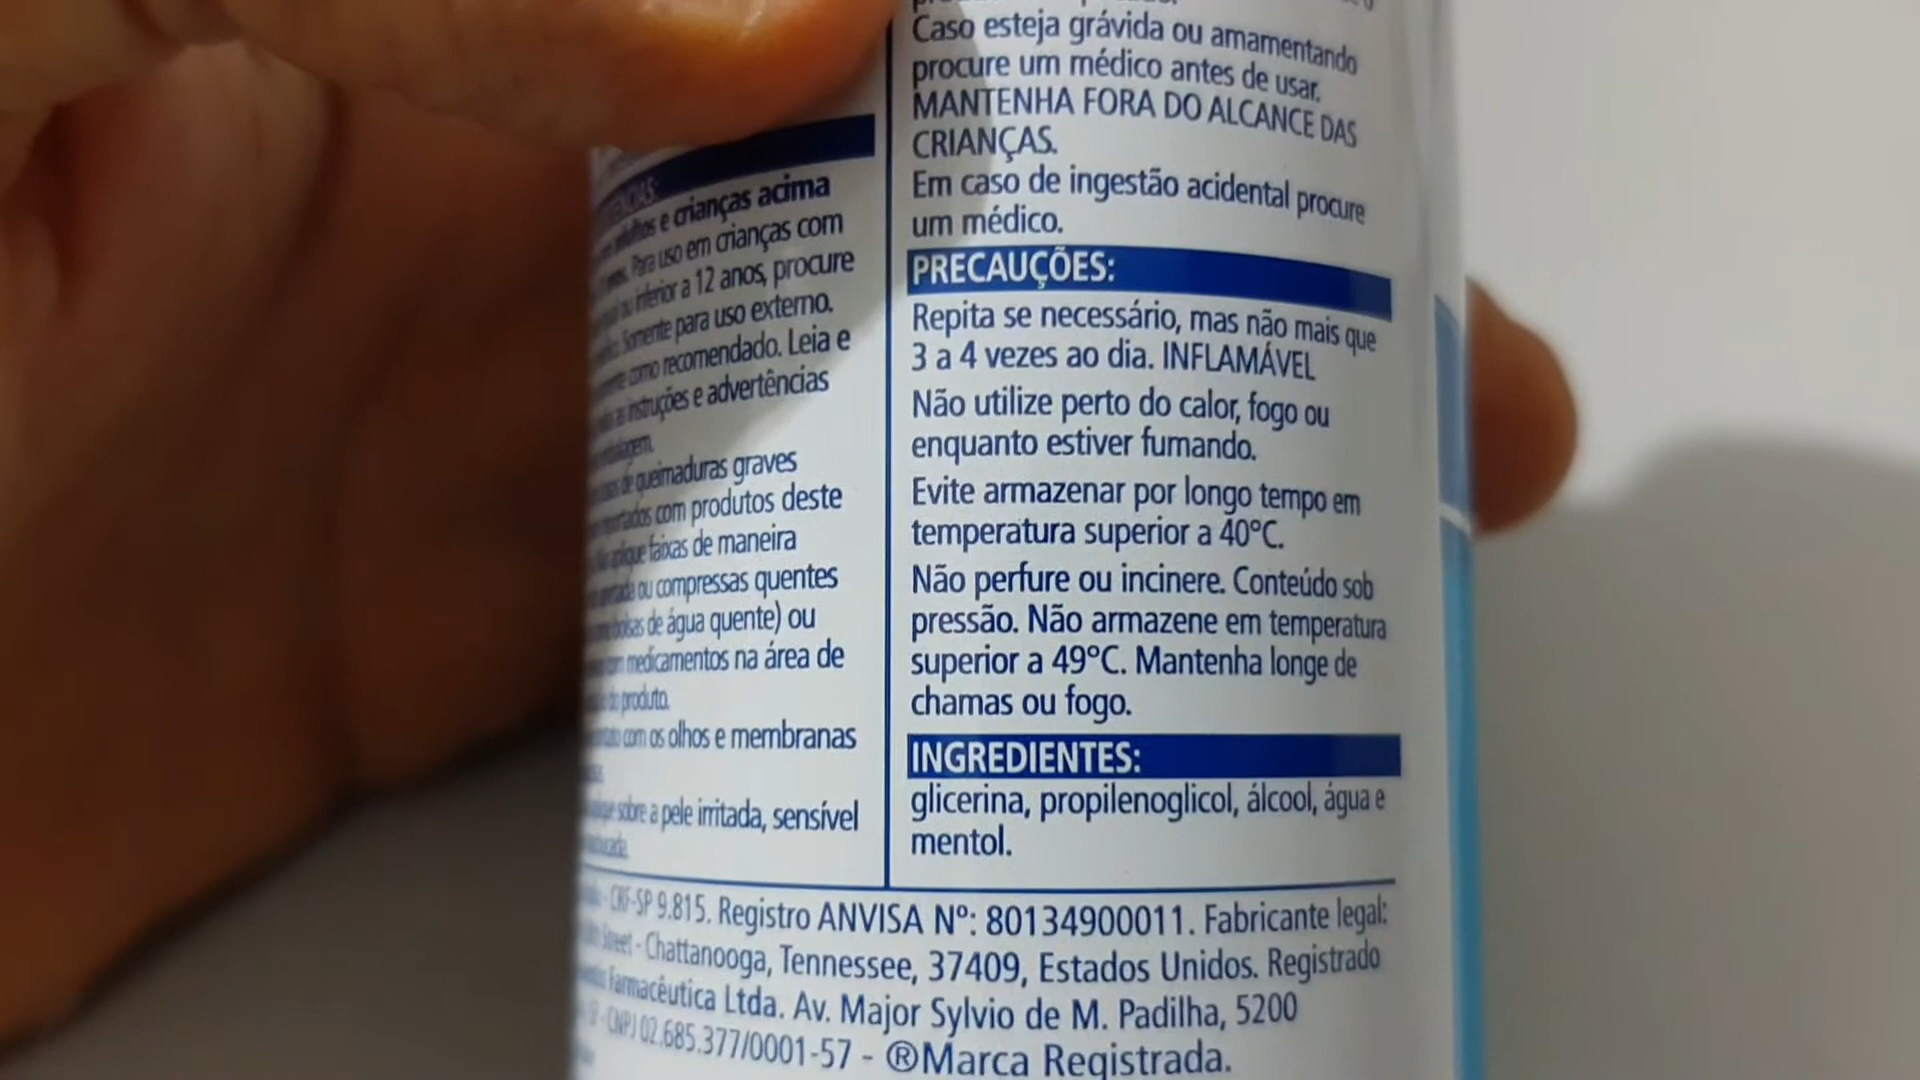 adultos e crianças acima
Para uso em crianças com
inferior a 12 anos, procure
Somente para uso externo.
como recomendado. Leia e
as instruções e advertências
de queimaduras graves
com produtos deste
faixas de maneira
ou compressas quentes
bolsas de água quente) ou
medicamentos na área de
do produto.
com os olhos e membranas
sobre a pele irritada, sensível
Caso esteja grávida ou amamentando
procure um médico antes de usar.
MANTENHA FORA DO ALCANCE DAS
CRIANÇAS.
Em caso de ingestão acidental procure
um médico.
PRECAUÇÕES:
Repita se necessário, mas não mais que
3 a 4 vezes ao dia. INFLAMÁVEL
Não utilize perto do calor, fogo ou
enquanto estiver fumando.
Evite armazenar por longo tempo em
temperatura superior a 40°C.
Não perfure ou incinere. Conteúdo sob
pressão. Não armazene em temperatura
superior a 49°C. Mantenha longe de
chamas ou fogo.
INGREDIENTES:
glicerina, propilenoglicol, álcool, água e
mentol.
- CRF-SP 9.815. Registro ANVISA Nº: 80134900011. Fabricante legal:
Street - Chattanooga, Tennessee, 37409, Estados Unidos. Registrado
Farmacêutica Ltda. Av. Major Sylvio de M. Padilha, 5200
- CNPJ 02.685.377/0001-57 - ®Marca Registrada.